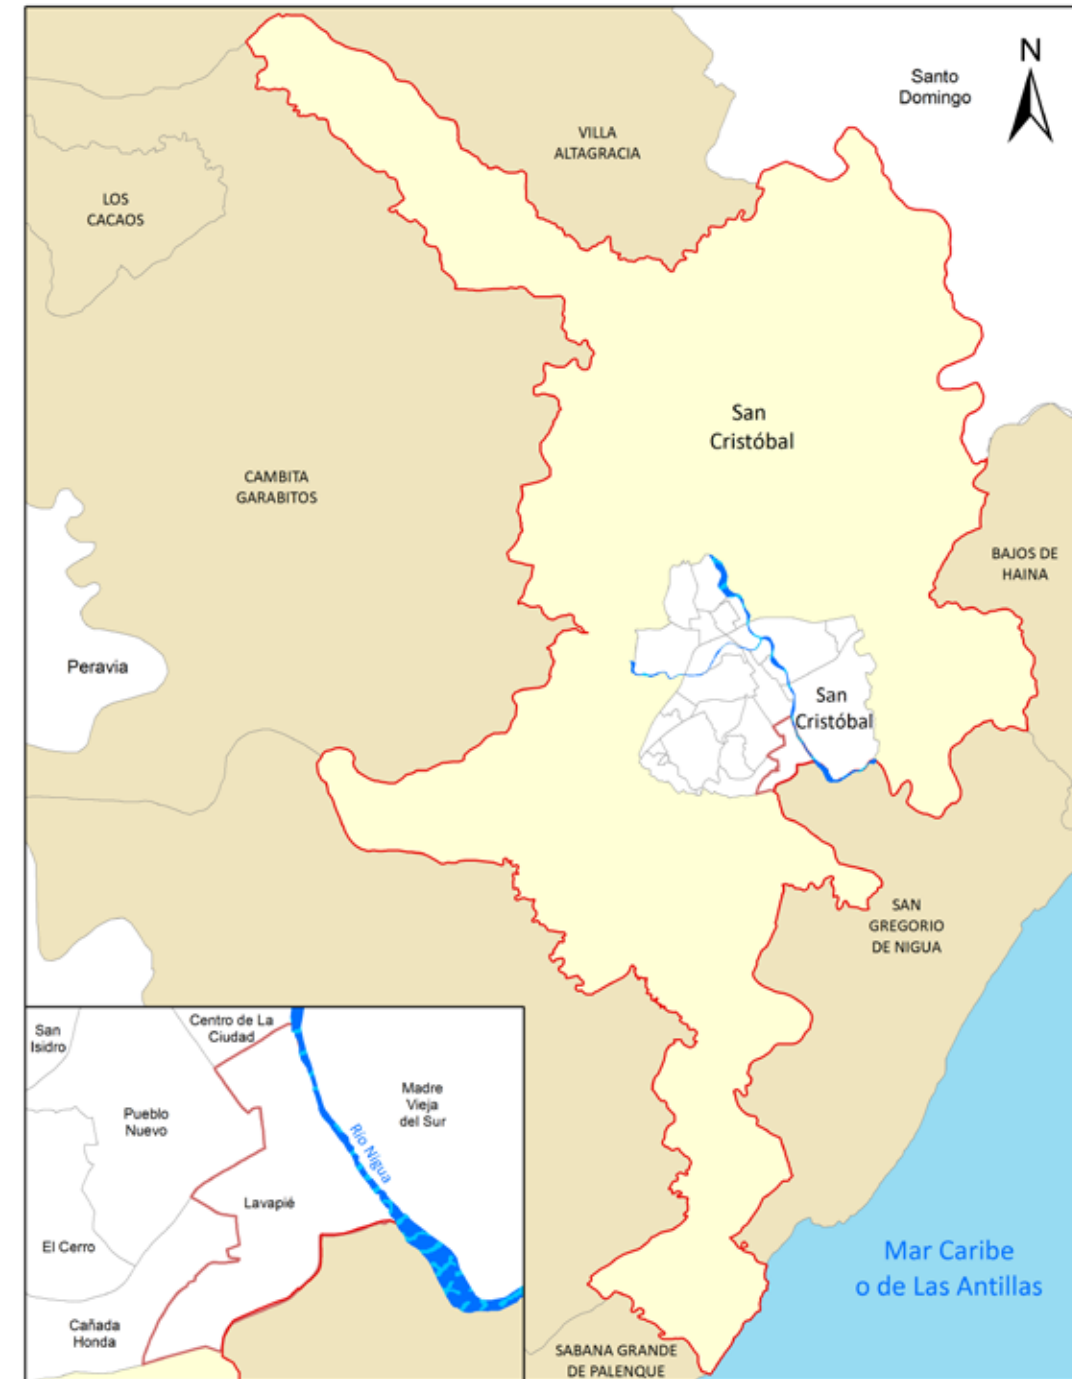 N
Santo
Domingo
VILLA
ALTAGRACIA
LOS
CACAOS
San
Cristóbal
CAMBITA
GARABITOS
BAJOS DE
HAINA
Peravia
San
Cristóbal
SAN
GREGORIO
DE NIGUA
Mar Caribe
o de Las Antillas
SABANA GRANDE
DE PALENQUE
San
Isidro
Centro de La
Ciudad
Madre
Vieja
del Sur
Pueblo
Nuevo
Río Nigua
Lavapié
El Cerro
Cañada
Honda